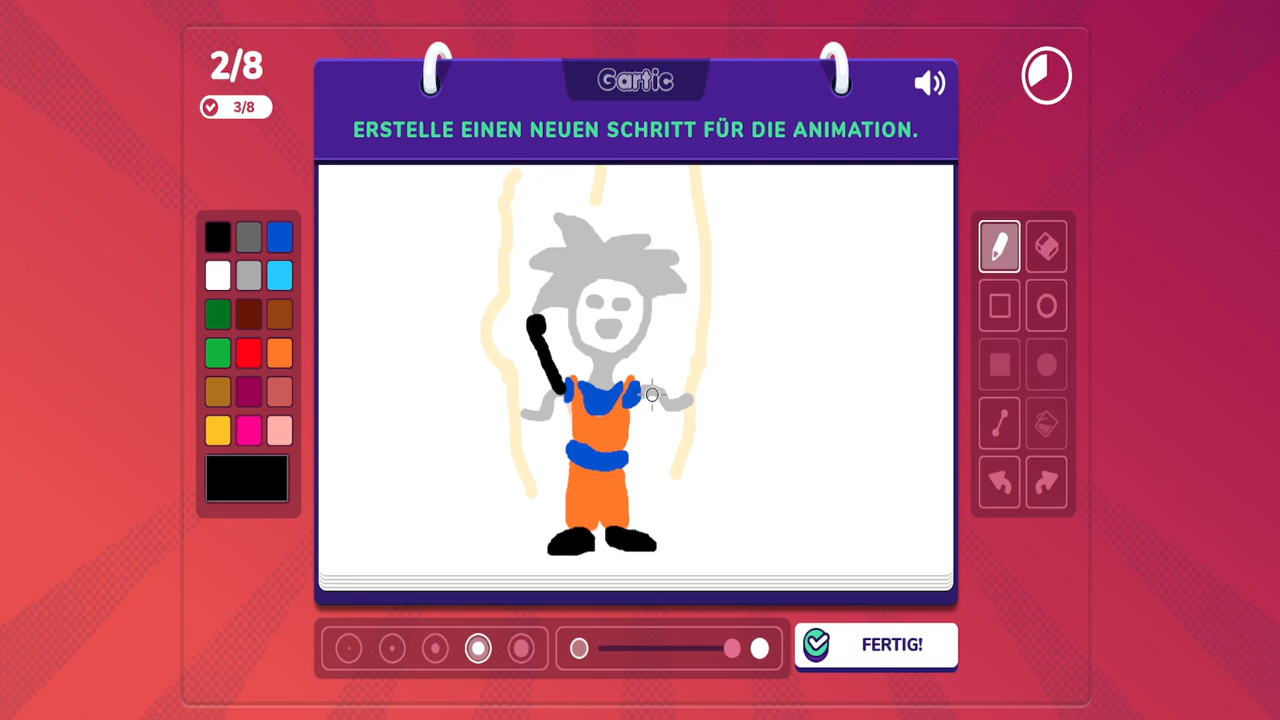 2/8
3/8
Gartic
ERSTELLE EINEN NEUEN SCHRITT FÜR DIE ANIMATION.
FERTIG!